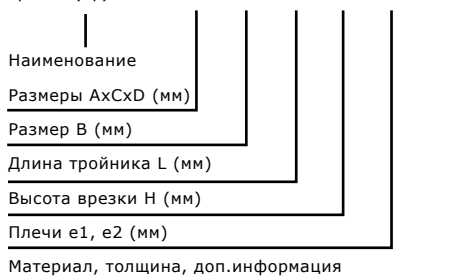 Наименование
Размеры AxCxD (мм)
Размер B (мм)
Длина тройника L (мм)
Высота врезки H (мм)
Плечи e1, e2 (мм)
Материал, толщина, доп.информация